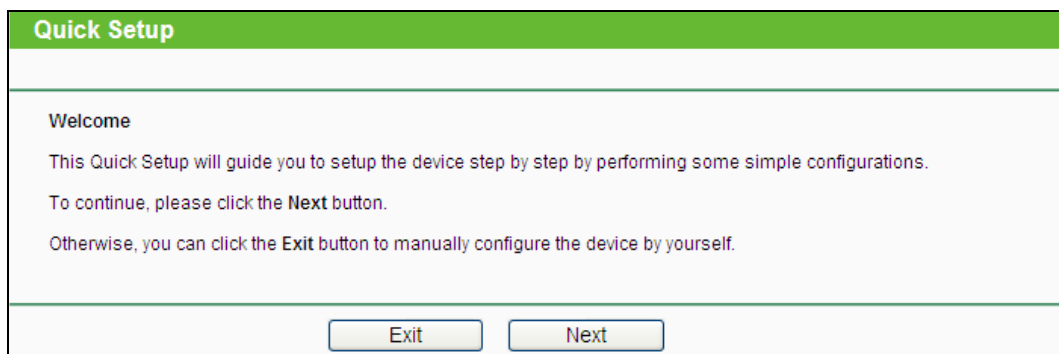 Quick Setup
Welcome
This Quick Setup will guide you to setup the device step by step by performing some simple configurations.
To continue, please click the Next button.
Otherwise, you can click the Exit button to manually configure the device by yourself.
Exit Next